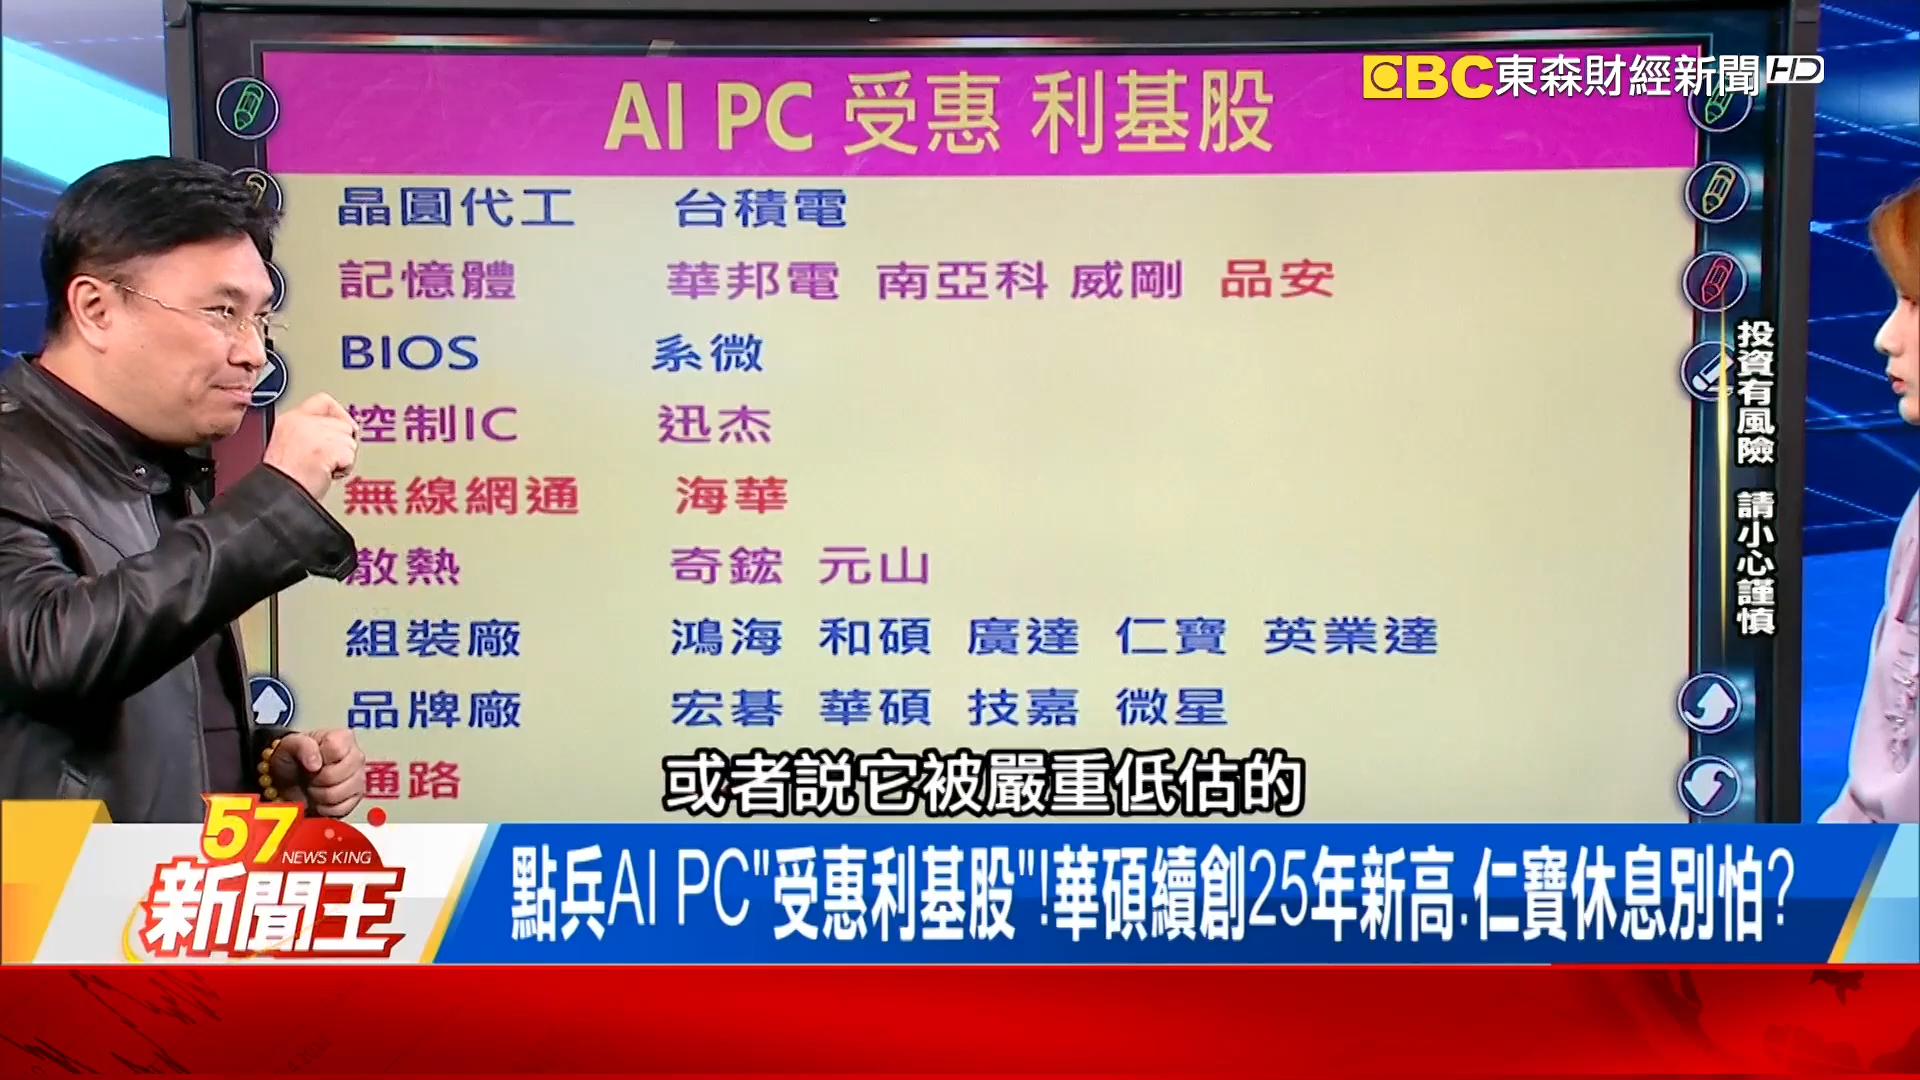 EBC 東森財經新聞 HD
AI PC 受惠 利基股
晶圓代工 台積電
記憶體 華邦電 南亞科 威剛 品安
BIOS 系微
控制IC 迅杰
無線網通 海華
散熱 奇鋐 元山
組裝廠 鴻海 和碩 廣達 仁寶 英業達
品牌廠 宏碁 華碩 技嘉 微星
通路
投資有風險 請小心謹慎
或者説它被嚴重低估的
57
NEWS KING
新聞王
點兵AI PC"受惠利基股"!華碩續創25年新高.仁寶休息別怕?